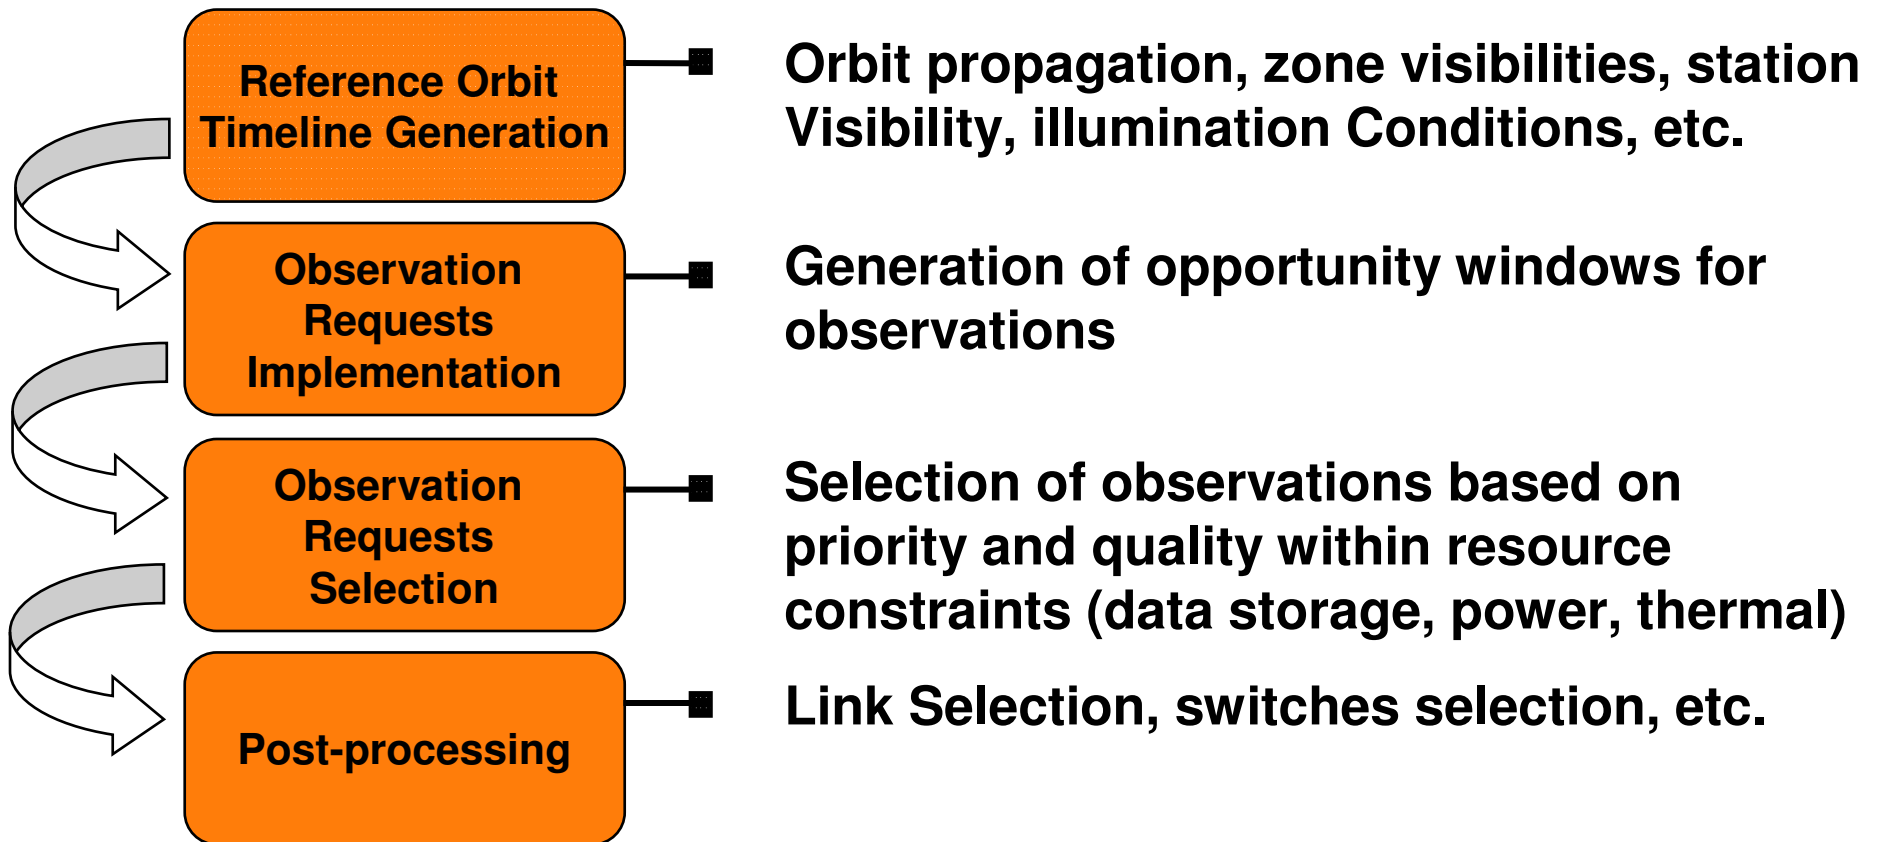 Reference Orbit
Timeline Generation
Orbit propagation, zone visibilities, station
Visibility, illumination Conditions, etc.
Observation
Requests
Implementation
Generation of opportunity windows for
observations
Observation
Requests
Selection
Selection of observations based on
priority and quality within resource
constraints (data storage, power, thermal)
Post-processing
Link Selection, switches selection, etc.